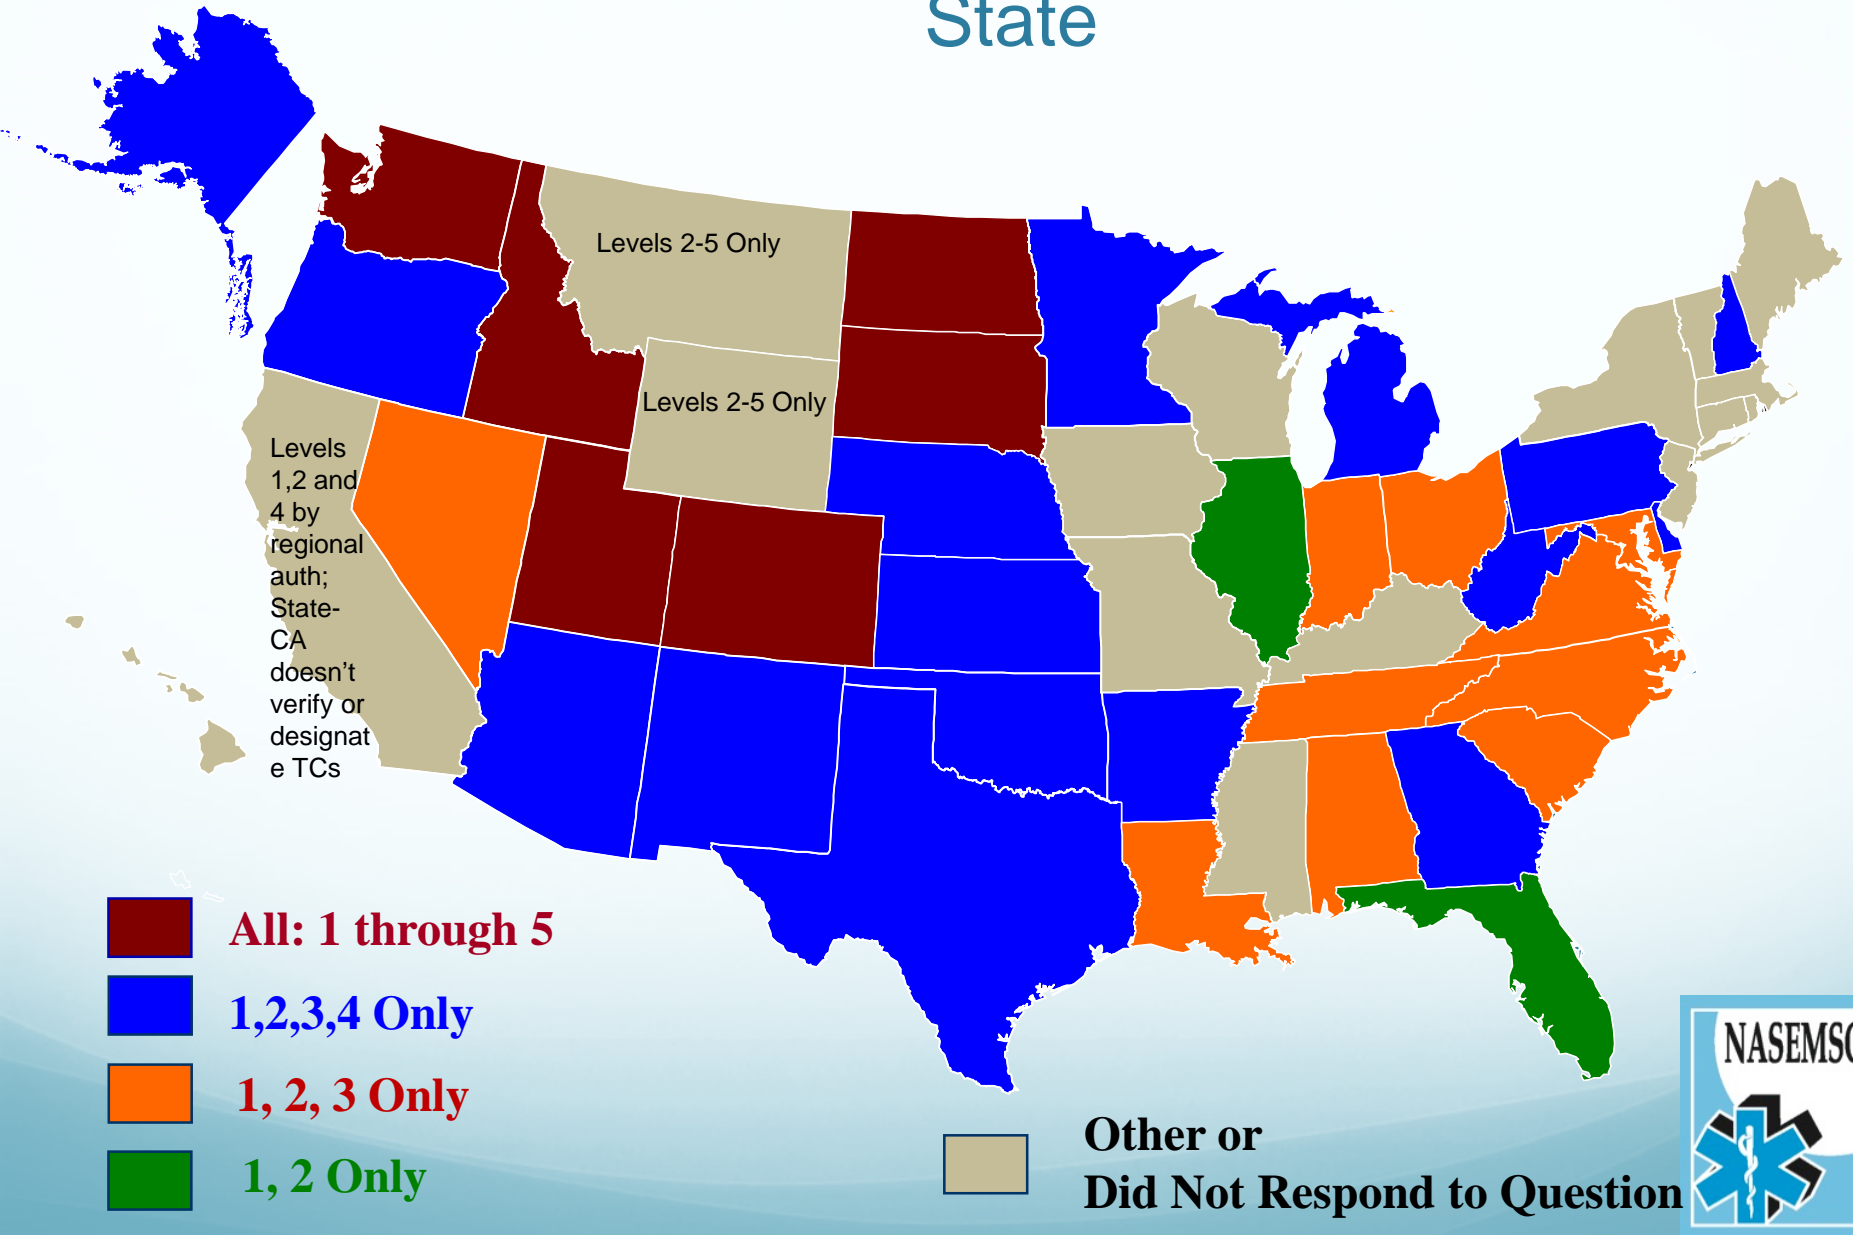 State
Levels 2-5 Only
Levels 2-5 Only
Levels
1,2 and
4 by
regional
auth;
State-
CA
doesn't
verify or
designat
e TCs
All: 1 through 5
1,2,3,4 Only
1, 2, 3 Only
1, 2 Only
Other or
Did Not Respond to Question
NASEMSO